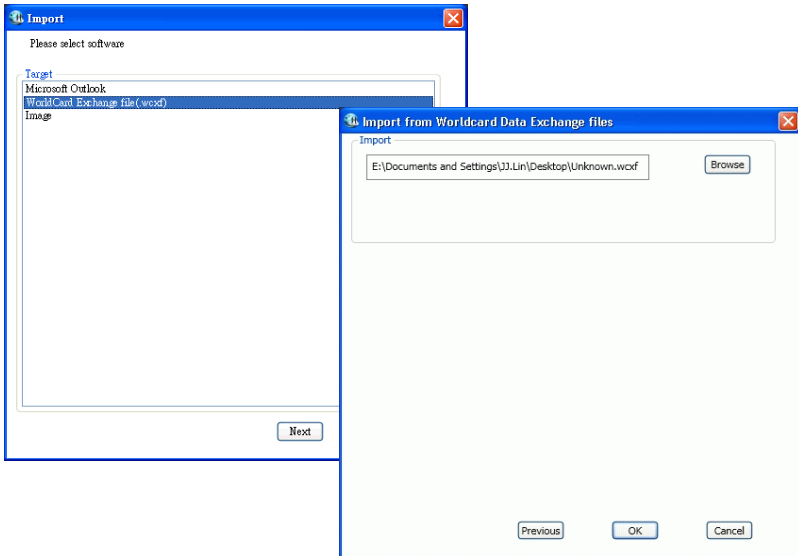 Import
Please select software
Target
Microsoft Outlook
WorldCard Exchange file(.wcxf)
Image
Next
Import from Worldcard Data Exchange files
Import
E:\Documents and Settings\JJ.Lin\Desktop\Unknown.wcxf
Browse
Previous
OK
Cancel